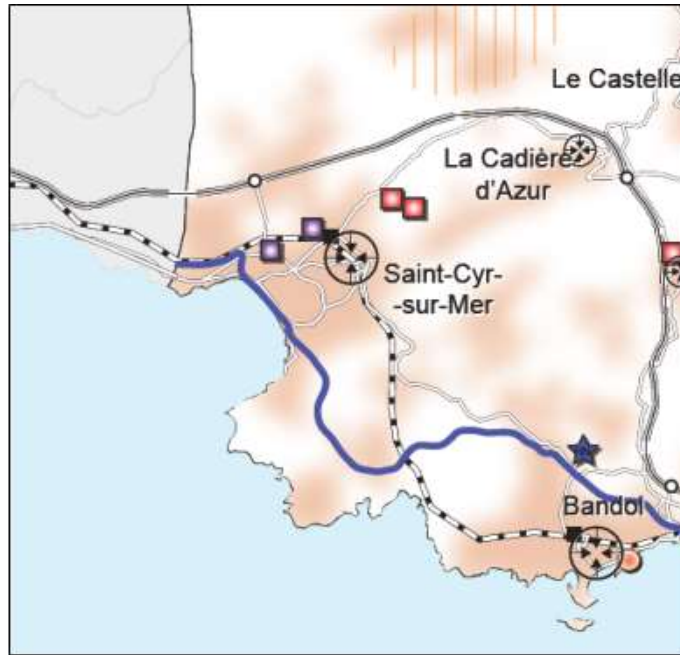 Le Castelle
La Cadière
d'Azur
Saint-Cyr-
-sur-Mer
Bandol